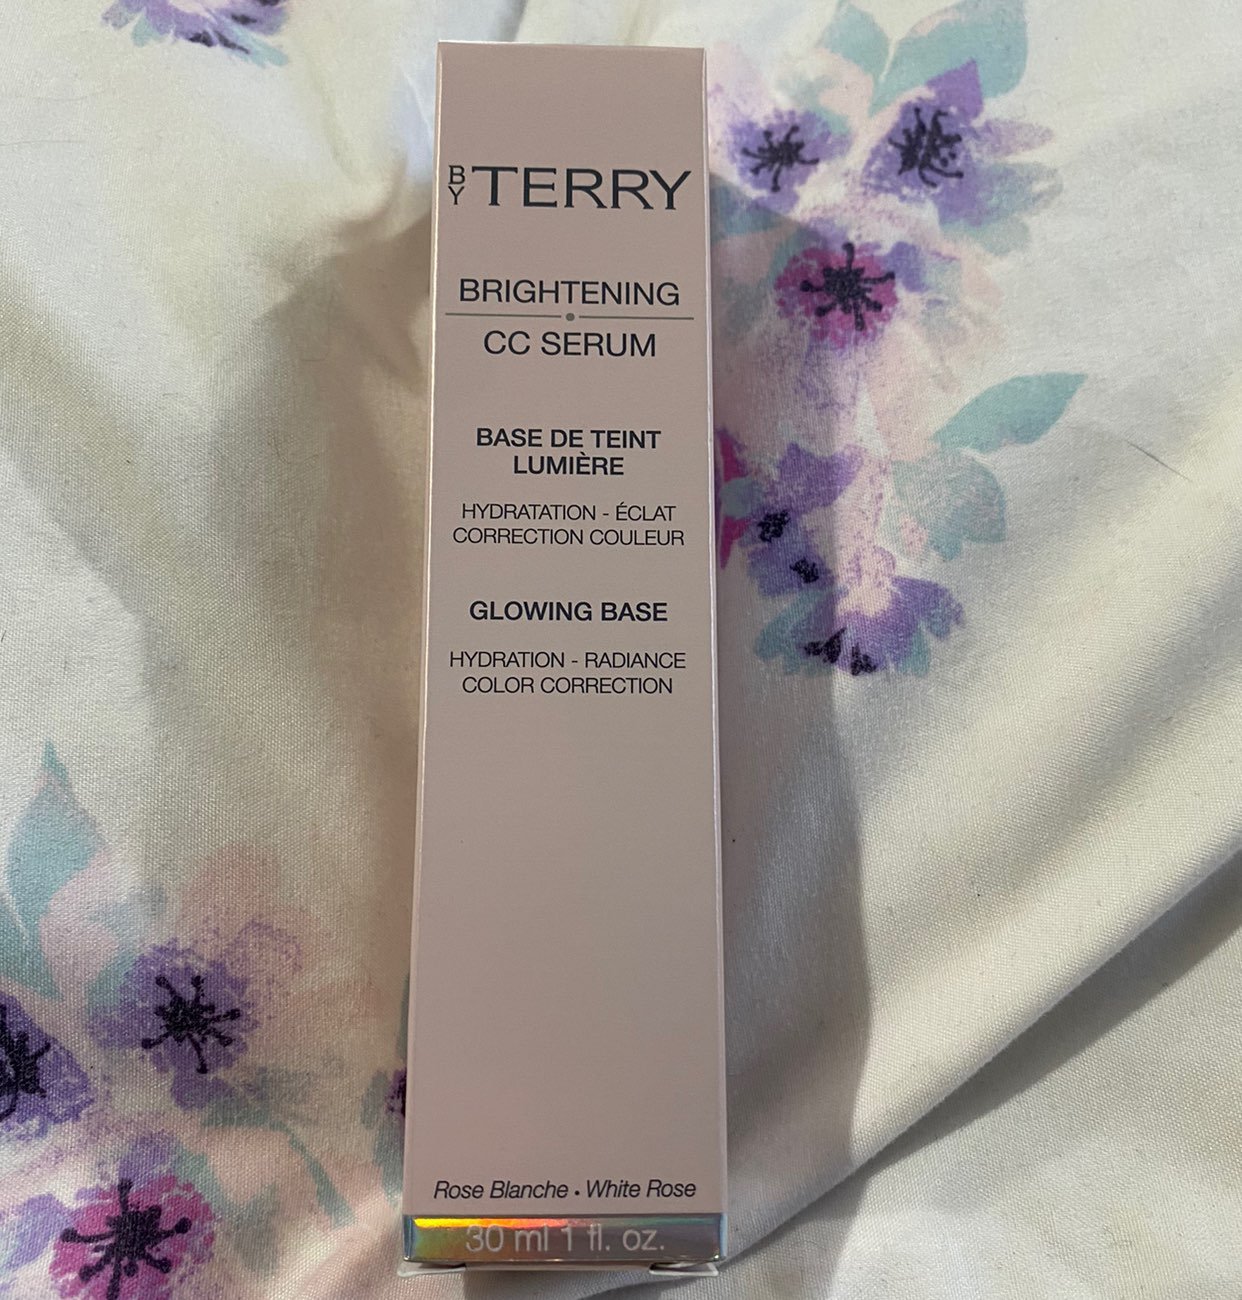 BY TERRY
BRIGHTENING
CC SERUM
BASE DE TEINT
LUMIÈRE
HYDRATATION - ÉCLAT
CORRECTION COULEUR
GLOWING BASE
HYDRATION - RADIANCE
COLOR CORRECTION
Rose Blanche • White Rose
30 ml 1 fl. oz.